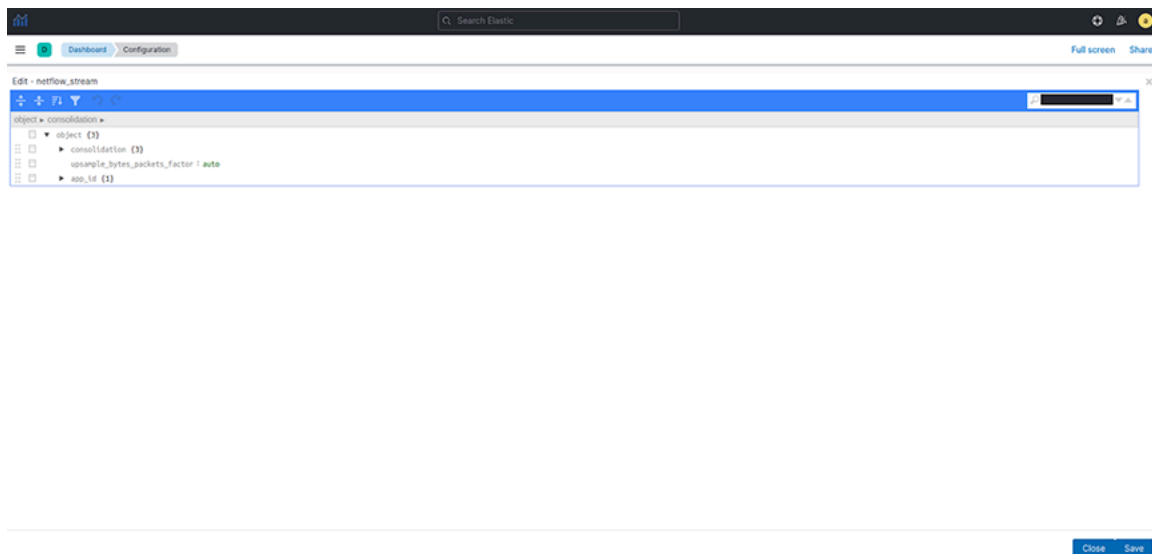 Search Elastic
a
D Dashboard Configuration Full screen Share
Edit - netflow_stream
object ▸ consolidation ▸
object {3}
consolidation {3}
upsample_bytes_packets_factor : auto
app_id {1}
Close Save